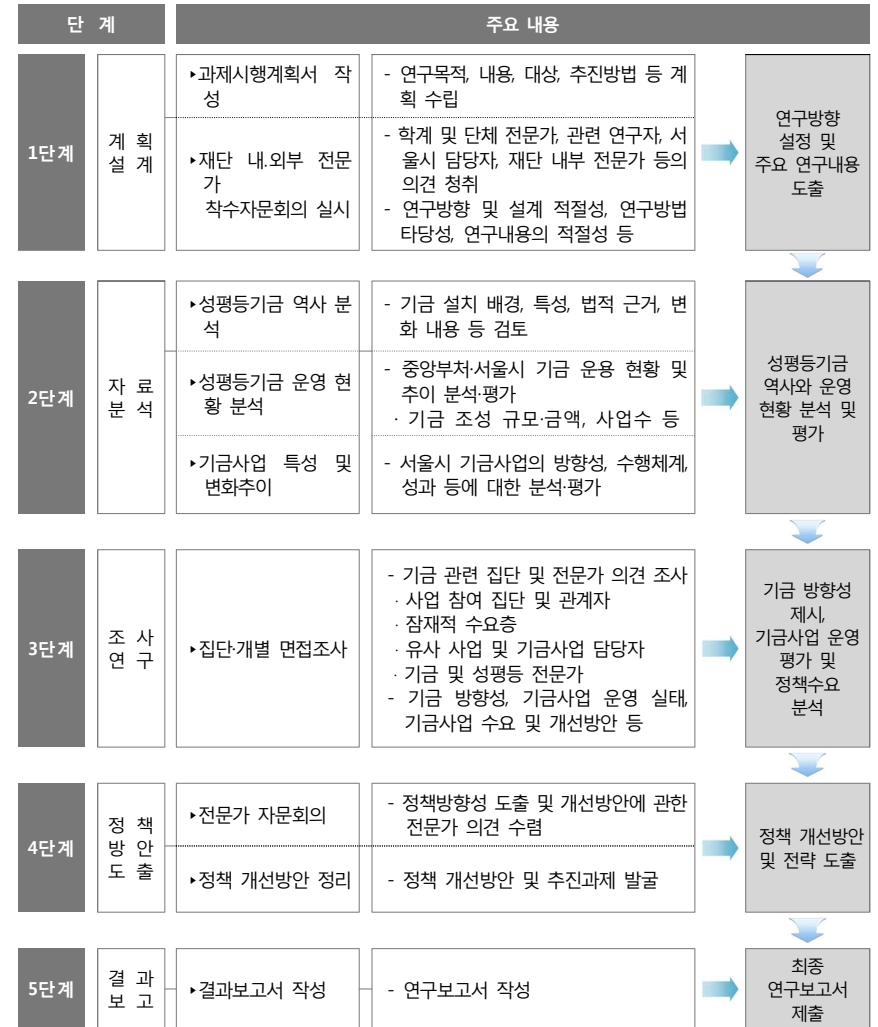 단 계
주요 내용
1단계
계 획
설 계
▸과제시행계획서 작
성
- 연구목적, 내용, 대상, 추진방법 등 계
획 수립
▸재단 내.외부 전문
가
착수자문회의 실시
- 학계 및 단체 전문가, 관련 연구자, 서
울시 담당자, 재단 내부 전문가 등의
의견 청취
- 연구방향 및 설계 적절성, 연구방법
타당성, 연구내용의 적절성 등
연구방향
설정 및
주요 연구내용
도출
2단계
자 료
분 석
▸성평등기금 역사 분
석
- 기금 설치 배경, 특성, 법적 근거, 변
화 내용 등 검토
▸성평등기금 운영 현
황 분석
- 중앙부처·서울시 기금 운용 현황 및
추이 분석·평가
· 기금 조성 규모·금액, 사업수 등
▸기금사업 특성 및
변화추이
- 서울시 기금사업의 방향성, 수행체계,
성과 등에 대한 분석·평가
성평등기금
역사와 운영
현황 분석 및
평가
3단계
조 사
연 구
▸집단·개별 면접조사
- 기금 관련 집단 및 전문가 의견 조사
· 사업 참여 집단 및 관계자
· 잠재적 수요층
· 유사 사업 및 기금사업 담당자
· 기금 및 성평등 전문가
- 기금 방향성, 기금사업 운영 실태,
기금사업 수요 및 개선방안 등
기금 방향성
제시,
기금사업 운영
평가 및
정책수요
분석
4단계
정 책
방 안
도 출
▸전문가 자문회의
- 정책방향성 도출 및 개선방안에 관한
전문가 의견 수렴
▸정책 개선방안 정리
- 정책 개선방안 및 추진과제 발굴
정책 개선방안
및 전략 도출
5단계
결 과
보 고
▸결과보고서 작성
- 연구보고서 작성
최종
연구보고서
제출